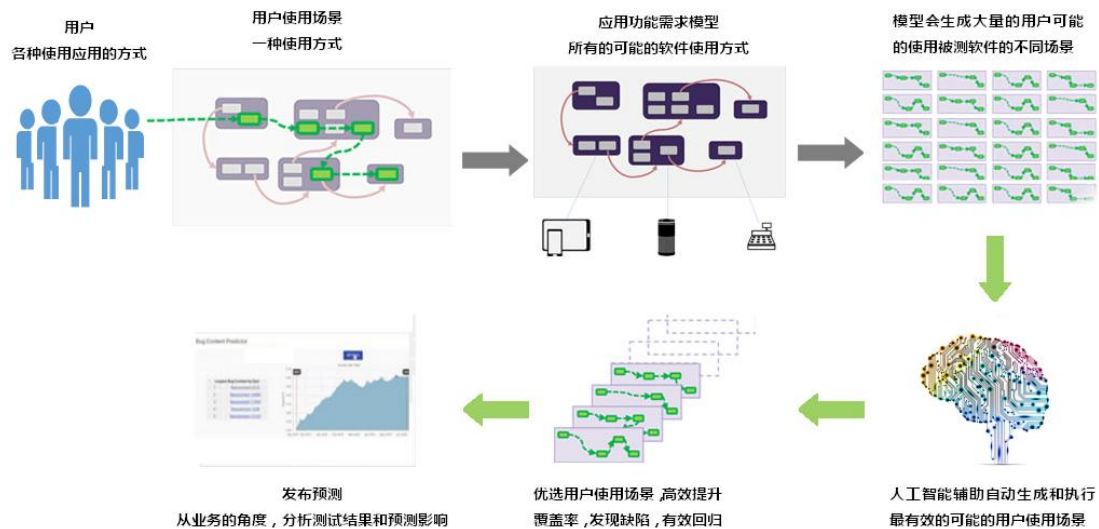 用户
各种使用应用的方式
用户使用场景
一种使用方式
应用功能需求模型
所有的可能的软件使用方式
模型会生成大量的用户可能
的使用被测软件的不同场景
Bug Content Predictor
发布预测
从业务的角度，分析测试结果和预测影响
优选用户使用场景，高效提升
覆盖率，发现缺陷，有效回归
人工智能辅助自动生成和执行
最有效的可能的用户使用场景